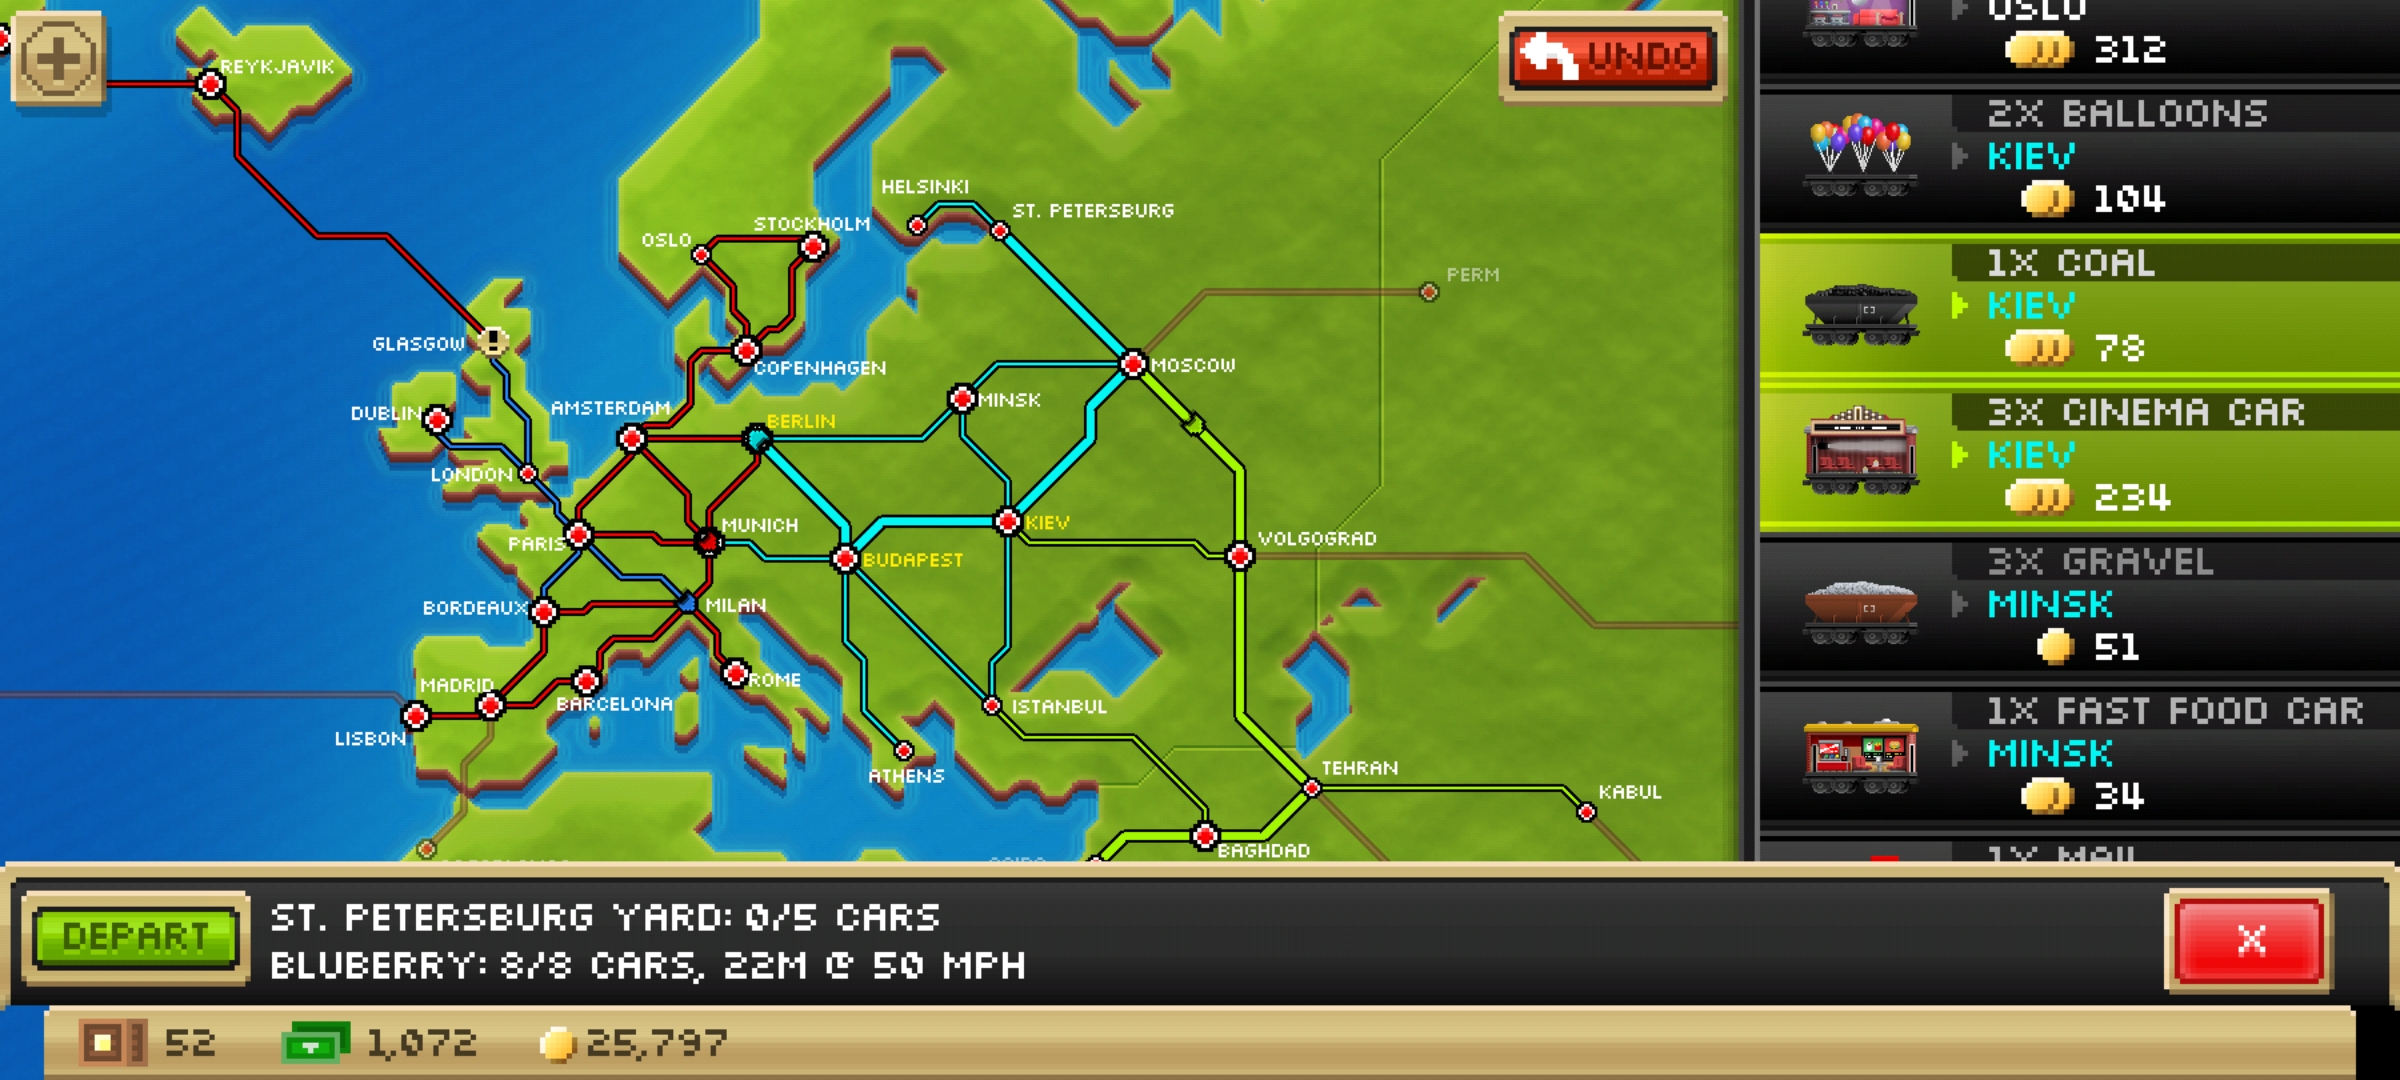 REYKJAVIK
UNDO
HELSINKI
ST. PETERSBURG
STOCKHOLM
OSLO
PERM
GLASGOW
COPENHAGEN
MOSCOW
MINSK
DUBLIN
AMSTERDAM
BERLIN
LONDON
MUNICH
KIEV
PARIS
BUDAPEST
VOLGOGRAD
BORDEAUX
MILAN
MADRID
BARCELONA
ROME
ISTANBUL
LISBON
ATHENS
TEHRAN
KABUL
BAGHDAD
OSLO
312
2X BALLOONS
KIEV
104
1X COAL
KIEV
78
3X CINEMA CAR
KIEV
234
3X GRAVEL
MINSK
51
1X FAST FOOD CAR
MINSK
34
1X MAIL
DEPART
ST. PETERSBURG YARD: 0/5 CARS
BLUBERRY: 8/8 CARS, 22M @ 50 MPH
X
52
1,072
25,797